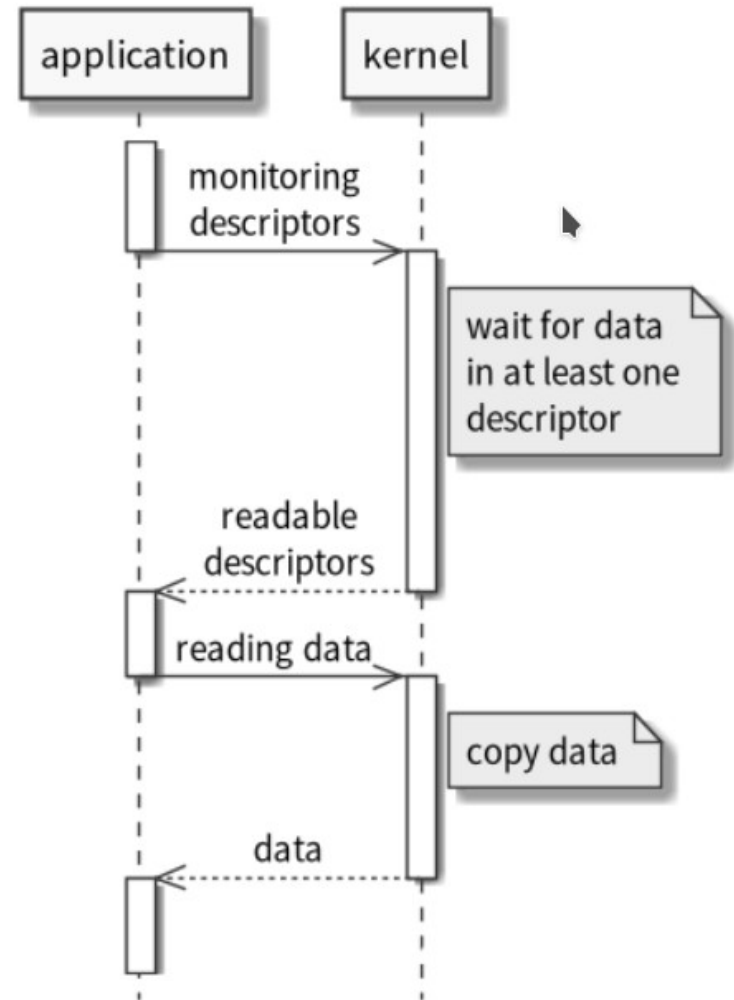 application
kernel
monitoring
descriptors
wait for data
in at least one
descriptor
readable
descriptors
reading data
copy data
data